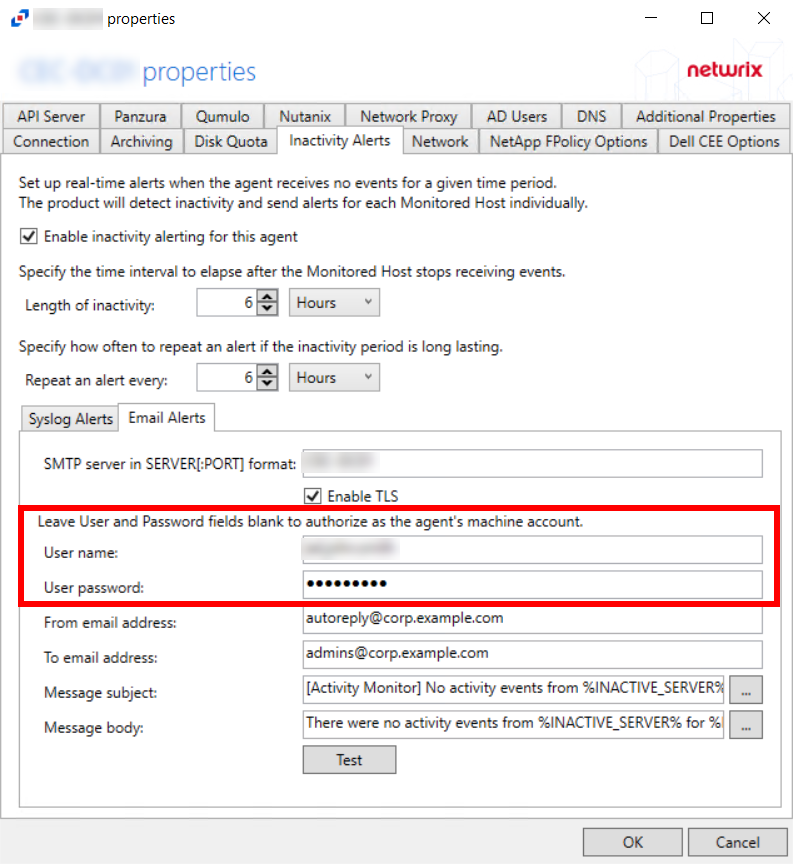 properties
properties
netwrix
API Server Panzura Qumulo Nutanix Network Proxy AD Users DNS Additional Properties
Connection Archiving Disk Quota Inactivity Alerts Network NetApp FPolicy Options Dell CEE Options
Set up real-time alerts when the agent receives no events for a given time period.
The product will detect inactivity and send alerts for each Monitored Host individually.
Enable inactivity alerting for this agent
Specify the time interval to elapse after the Monitored Host stops receiving events.
Length of inactivity: 6 Hours
Specify how often to repeat an alert if the inactivity period is long lasting.
Repeat an alert every: 6 Hours
Syslog Alerts Email Alerts
SMTP server in SERVER[:PORT] format:
Enable TLS
Leave User and Password fields blank to authorize as the agent's machine account.
User name:
User password: •••••••••
From email address: autoreply@corp.example.com
To email address: admins@corp.example.com
Message subject: [Activity Monitor] No activity events from %INACTIVE_SERVER% ...
Message body: There were no activity events from %INACTIVE_SERVER% for %I ...
Test
OK Cancel